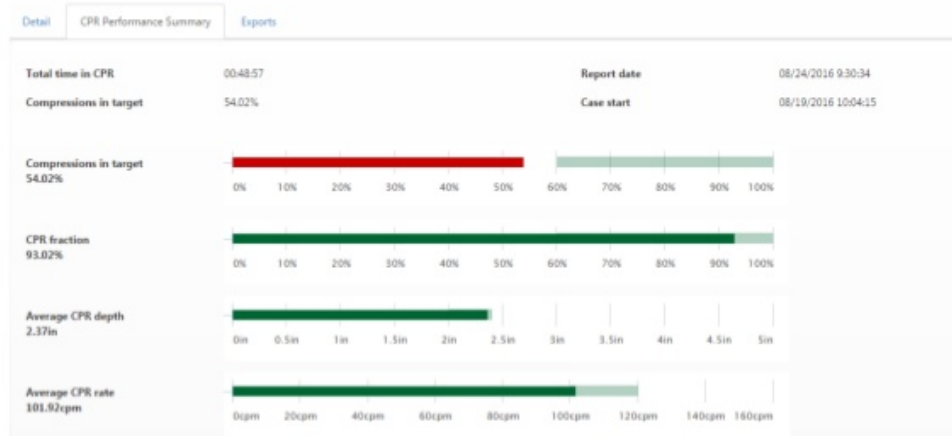 Detail CPR Performance Summary Exports
Total time in CPR 00:48:57 Report date 08/24/2016 9:30:34
Compressions in target 54.02% Case start 08/19/2016 10:04:15
Compressions in target
54.02%
0% 10% 20% 30% 40% 50% 60% 70% 80% 90% 100%
CPR fraction
93.02%
0% 10% 20% 30% 40% 50% 60% 70% 80% 90% 100%
Average CPR depth
2.37in
0in 0.5in 1in 1.5in 2in 2.5in 3in 3.5in 4in 4.5in 5in
Average CPR rate
101.92cpm
0cpm 20cpm 40cpm 60cpm 80cpm 100cpm 120cpm 140cpm 160cpm